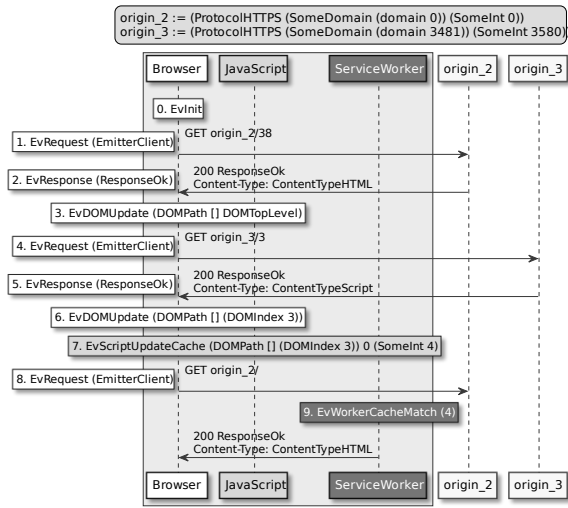 origin_2 := (ProtocolHTTPS (SomeDomain (domain 0)) (SomeInt 0))
origin_3 := (ProtocolHTTPS (SomeDomain (domain 3481)) (SomeInt 3580))
Browser JavaScript ServiceWorker origin_2 origin_3
0. EvInit
GET origin_2/38
1. EvRequest (EmitterClient)
200 ResponseOk
2. EvResponse (ResponseOk) Content-Type: ContentTypeHTML
3. EvDOMUpdate (DOMPath [] DOMTopLevel)
GET origin_3/3
4. EvRequest (EmitterClient)
200 ResponseOk
5. EvResponse (ResponseOk) Content-Type: ContentTypeScript
6. EvDOMUpdate (DOMPath [] (DOMIndex 3))
7. EvScriptUpdateCache (DOMPath [] (DOMIndex 3)) 0 (SomeInt 4)
GET origin_2/
8. EvRequest (EmitterClient)
9. EvWorkerCacheMatch (4)
200 ResponseOk
Content-Type: ContentTypeHTML
Browser JavaScript ServiceWorker origin_2 origin_3